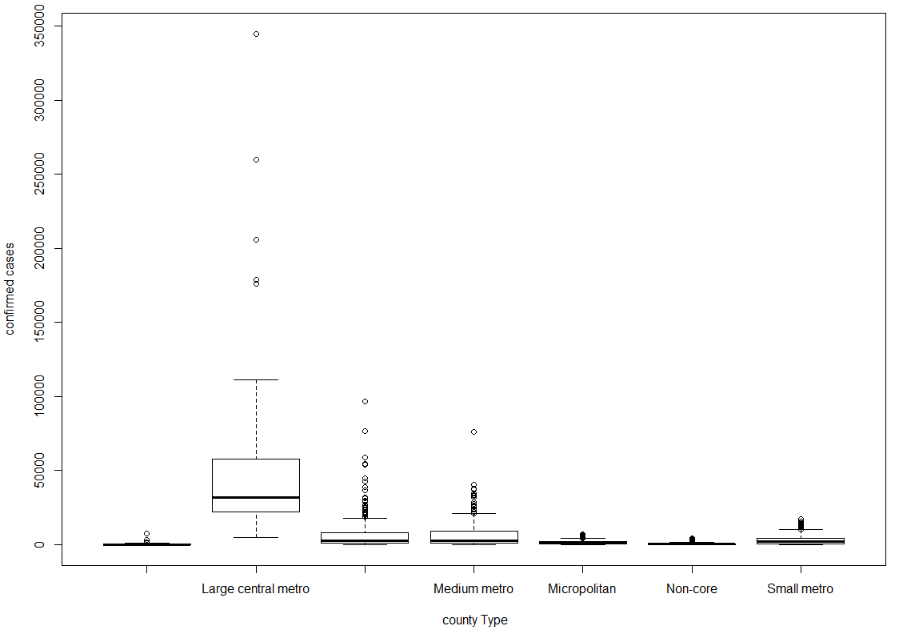 350000
300000
250000
200000
150000
100000
50000
0
confirmed cases
Large central metro Medium metro Micropolitan Non-core Small metro
county Type